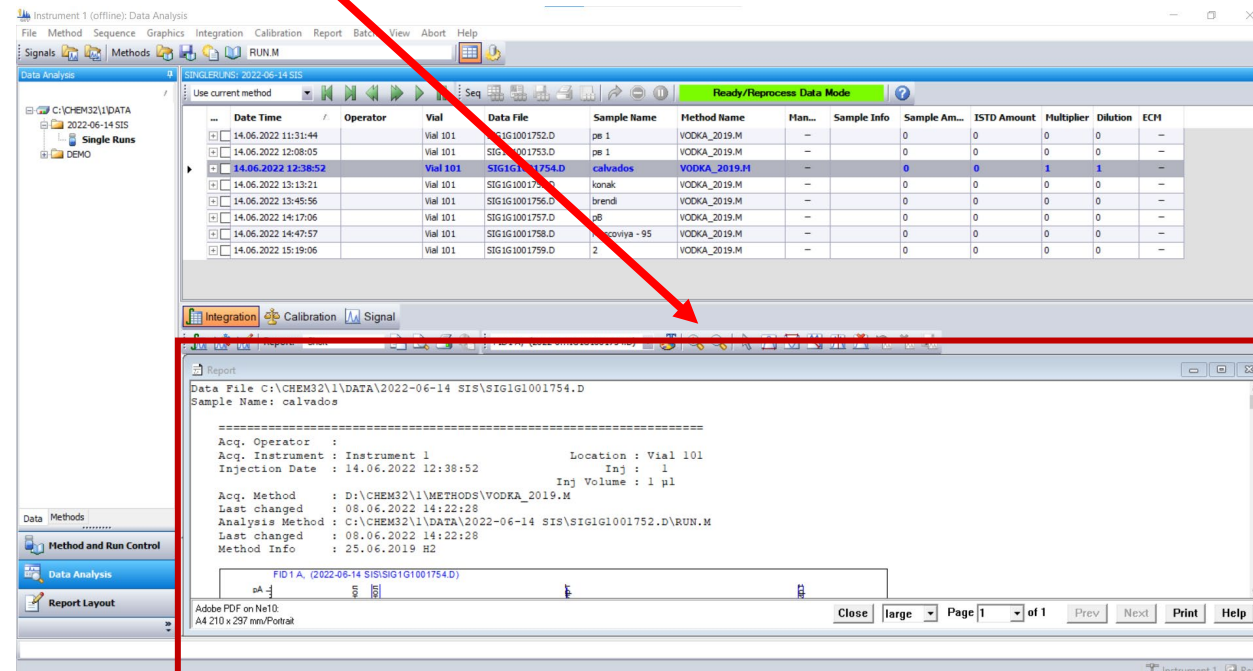 Instrument 1 (offline): Data Analysis
File Method Sequence Graphics Integration Calibration Report Batch View Abort Help
Signals Methods RUN.M
Data Analysis
SINGLERUNS: 2022-06-14 SIS
Use current method Seq Ready/Reprocess Data Mode
C:\CHEM32\1\DATA
2022-06-14 SIS
Single Runs
DEMO
... Date Time Operator Vial Data File Sample Name Method Name Man... Sample Info Sample Am... ISTD Amount Multiplier Dilution ECM
14.06.2022 11:31:44 Vial 101 SIG1G1001752.D рв 1 VODKA_2019.M – 0 0 0 0 –
14.06.2022 12:08:05 Vial 101 SIG1G1001753.D рв 1 VODKA_2019.M – 0 0 0 0 –
14.06.2022 12:38:52 Vial 101 calvados VODKA_2019.M – 0 0 1 1 –
14.06.2022 13:13:21 Vial 101 konak VODKA_2019.M – 0 0 0 0 –
14.06.2022 13:45:56 Vial 101 SIG1G1001756.D brendi VODKA_2019.M – 0 0 0 0 –
14.06.2022 14:17:06 Vial 101 SIG1G1001757.D pB VODKA_2019.M – 0 0 0 0 –
14.06.2022 14:47:57 Vial 101 SIG1G1001758.D - 95 VODKA_2019.M – 0 0 0 0 –
14.06.2022 15:19:06 Vial 101 SIG1G1001759.D 2 VODKA_2019.M – 0 0 0 0 –
Integration Calibration Signal
Report
Data File C:\CHEM32\1\DATA\2022-06-14 SIS\SIG1G1001754.D
Sample Name: calvados
=====================================================================
Acq. Operator :
Acq. Instrument : Instrument 1 Location : Vial 101
Injection Date : 14.06.2022 12:38:52 Inj : 1
Inj Volume : 1 µl
Acq. Method : D:\CHEM32\1\METHODS\VODKA_2019.M
Last changed : 08.06.2022 14:22:28
Analysis Method : C:\CHEM32\1\DATA\2022-06-14 SIS\SIG1G1001752.D\RUN.M
Last changed : 08.06.2022 14:22:28
Method Info : 25.06.2019 H2
FID1 A, (2022-06-14 SIS\SIG1G1001754.D)
pA
Adobe PDF on Ne10:
A4 210 x 297 mm/Portrait
Close large Page 1 of 1 Prev Next Print Help
Data Methods
Method and Run Control
Data Analysis
Report Layout
Instrument 1